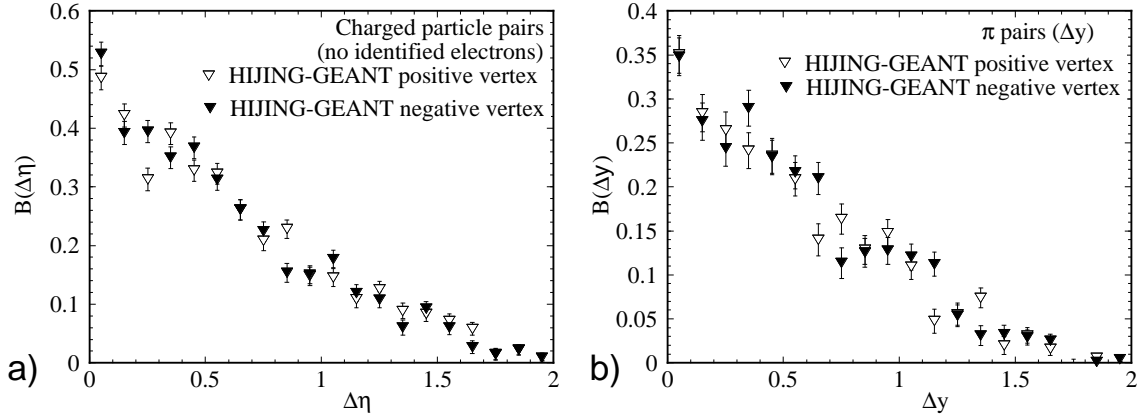 Charged particle pairs
(no identified electrons)
HIJING-GEANT positive vertex
HIJING-GEANT negative vertex
B(Δη)
0.6
0.5
0.4
0.3
0.2
0.1
0
0 0.5 1 1.5 2
Δη
a)
π pairs (Δy)
HIJING-GEANT positive vertex
HIJING-GEANT negative vertex
B(Δy)
0.4
0.35
0.3
0.25
0.2
0.15
0.1
0.05
0
0 0.5 1 1.5 2
Δy
b)